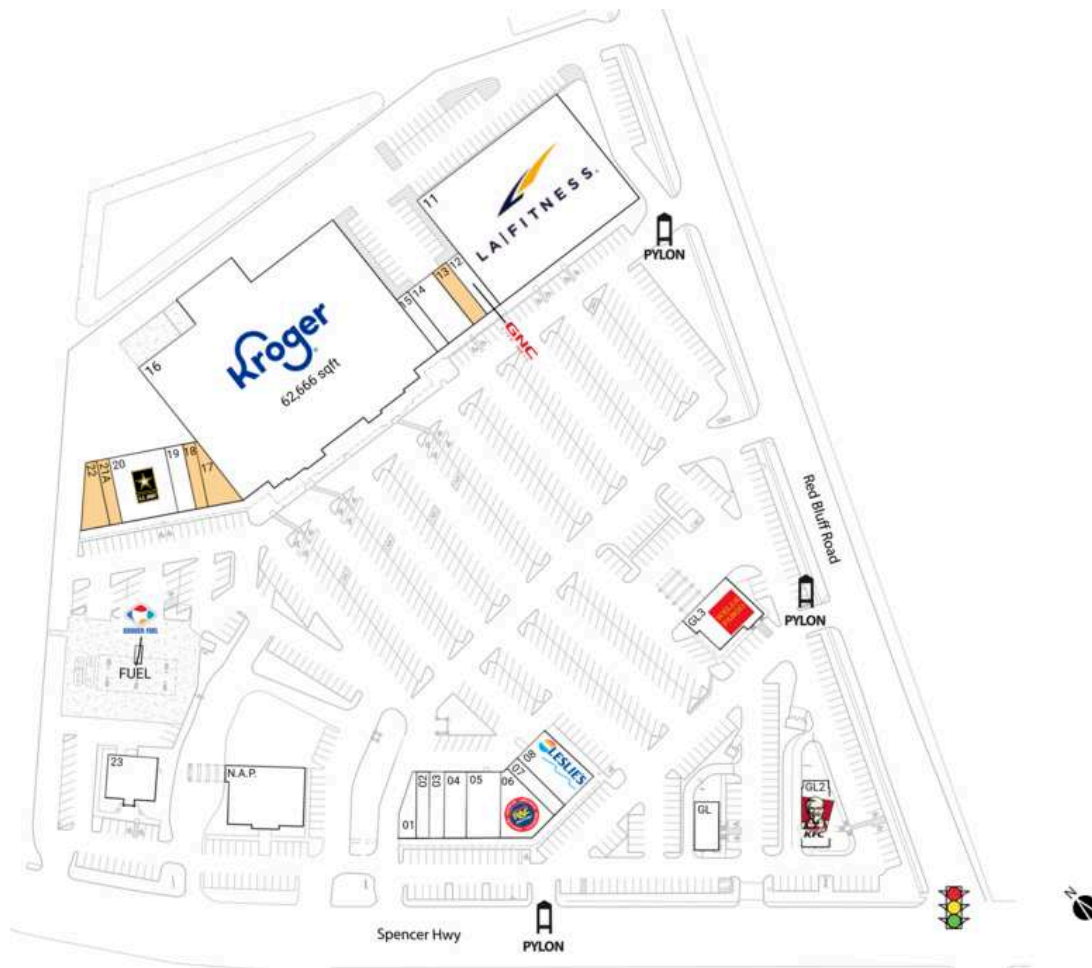 11
LA|FITNESS.
PYLON
12
13
14
15
GNC
Kroger
62,666 sqft
16
22
21A
20
19
18
17
Red Bluff Road
GL3
PYLON
KROGER FUEL
FUEL
23
N.A.P.
01
02
03
04
05
06
07
08
LESLIE'S
GL
GL2
KFC
Spencer Hwy
PYLON
N